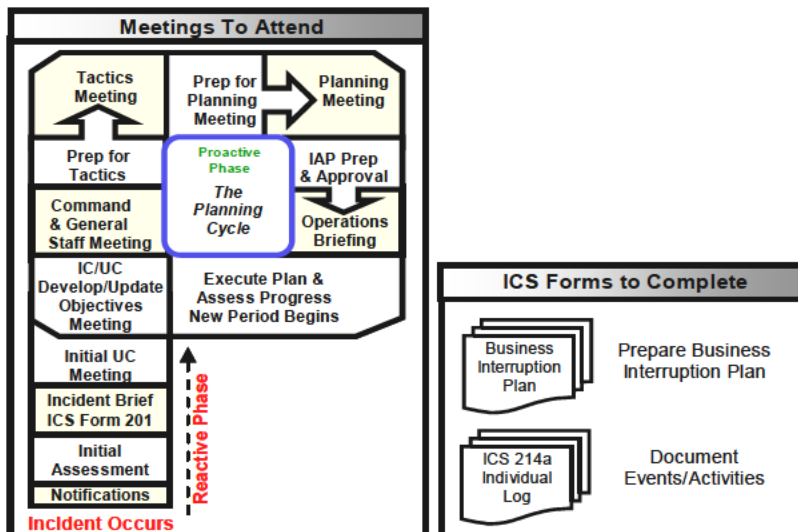 Meetings To Attend
Tactics
Meeting
Prep for
Planning
Meeting
Planning
Meeting
Prep for
Tactics
Proactive
Phase
The
Planning
Cycle
IAP Prep
& Approval
Command
& General
Staff Meeting
Operations
Briefing
IC/UC
Develop/Update
Objectives
Meeting
Execute Plan &
Assess Progress
New Period Begins
Initial UC
Meeting
Incident Brief
ICS Form 201
Initial
Assessment
Notifications
Reactive Phase
Incident Occurs
ICS Forms to Complete
Business
Interruption
Plan
Prepare Business
Interruption Plan
ICS 214a
Individual
Log
Document
Events/Activities